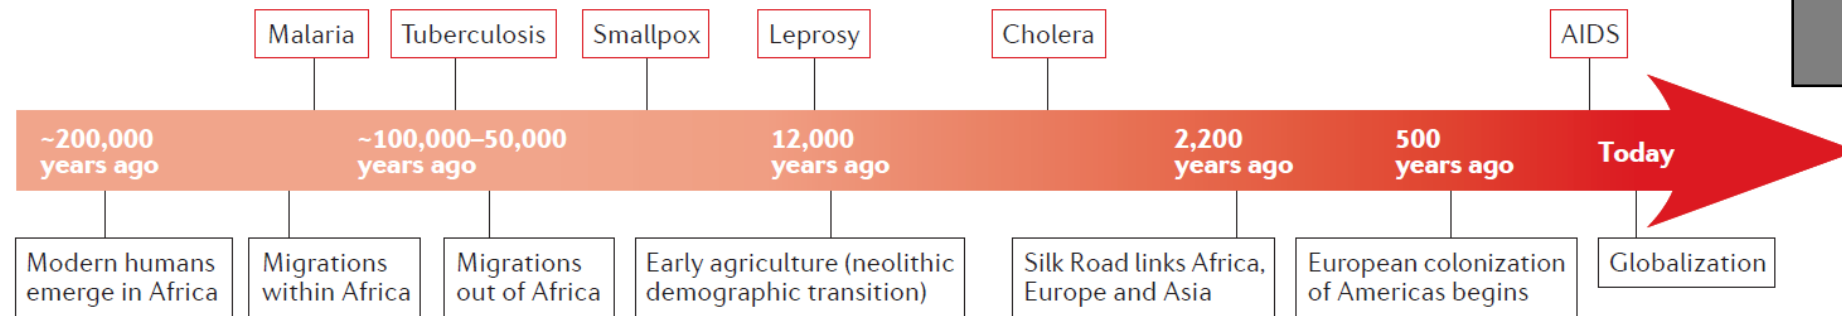 Malaria
Tuberculosis
Smallpox
Leprosy
Cholera
AIDS
~200,000
years ago
~100,000–50,000
years ago
12,000
years ago
2,200
years ago
500
years ago
Today
Modern humans
emerge in Africa
Migrations
within Africa
Migrations
out of Africa
Early agriculture (neolithic
demographic transition)
Silk Road links Africa,
Europe and Asia
European colonization
of Americas begins
Globalization